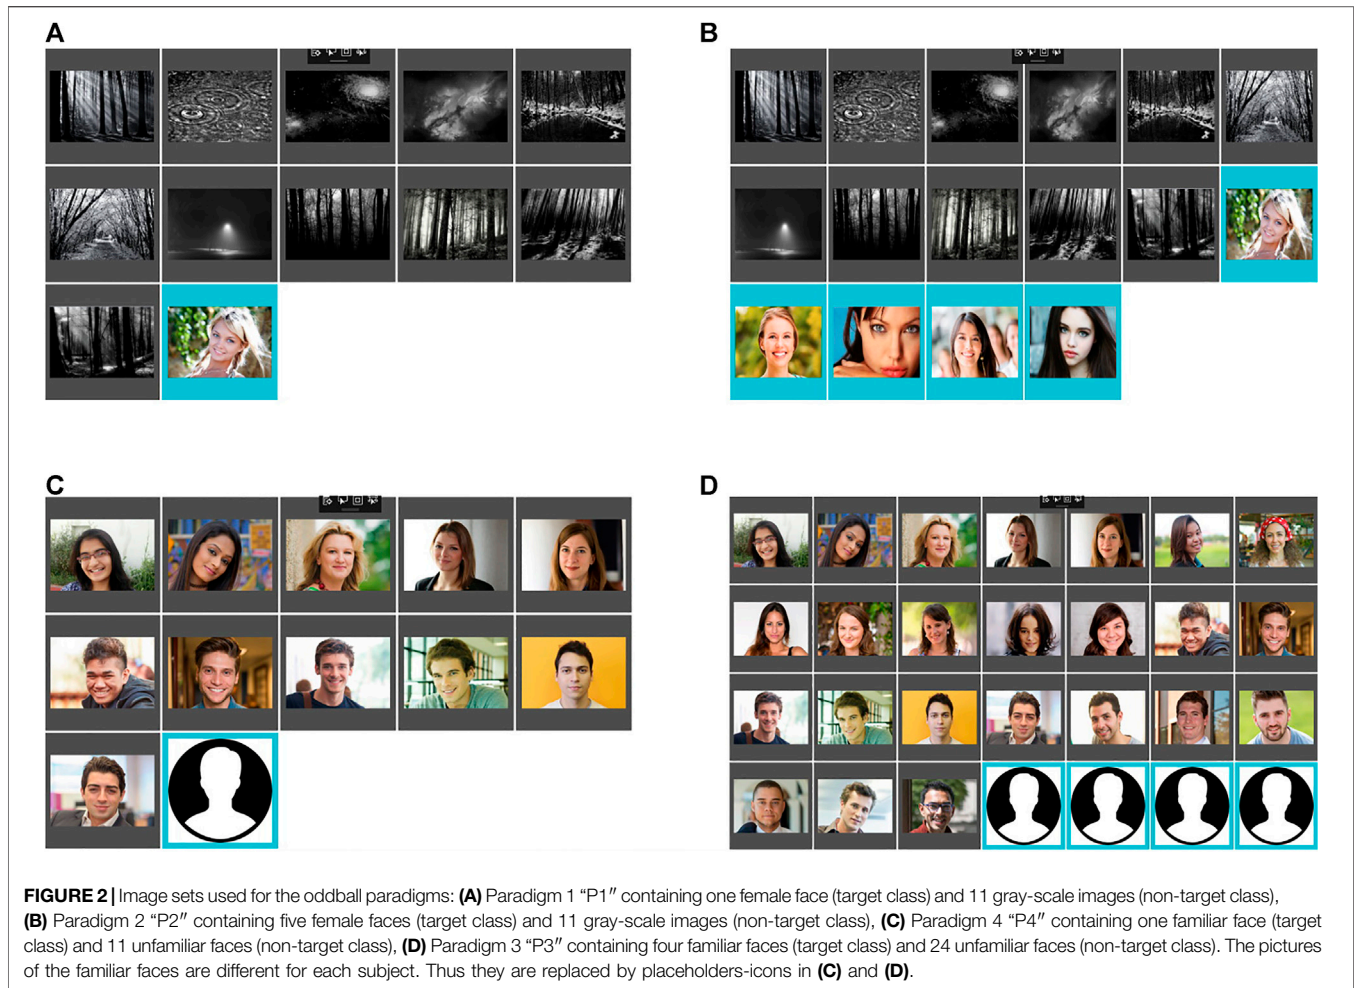 A
B
C
D
FIGURE 2 | Image sets used for the oddball paradigms: (A) Paradigm 1 “P1″ containing one female face (target class) and 11 gray-scale images (non-target class),
(B) Paradigm 2 “P2″ containing five female faces (target class) and 11 gray-scale images (non-target class), (C) Paradigm 4 “P4″ containing one familiar face (target
class) and 11 unfamiliar faces (non-target class), (D) Paradigm 3 “P3″ containing four familiar faces (target class) and 24 unfamiliar faces (non-target class). The pictures
of the familiar faces are different for each subject. Thus they are replaced by placeholders-icons in (C) and (D).